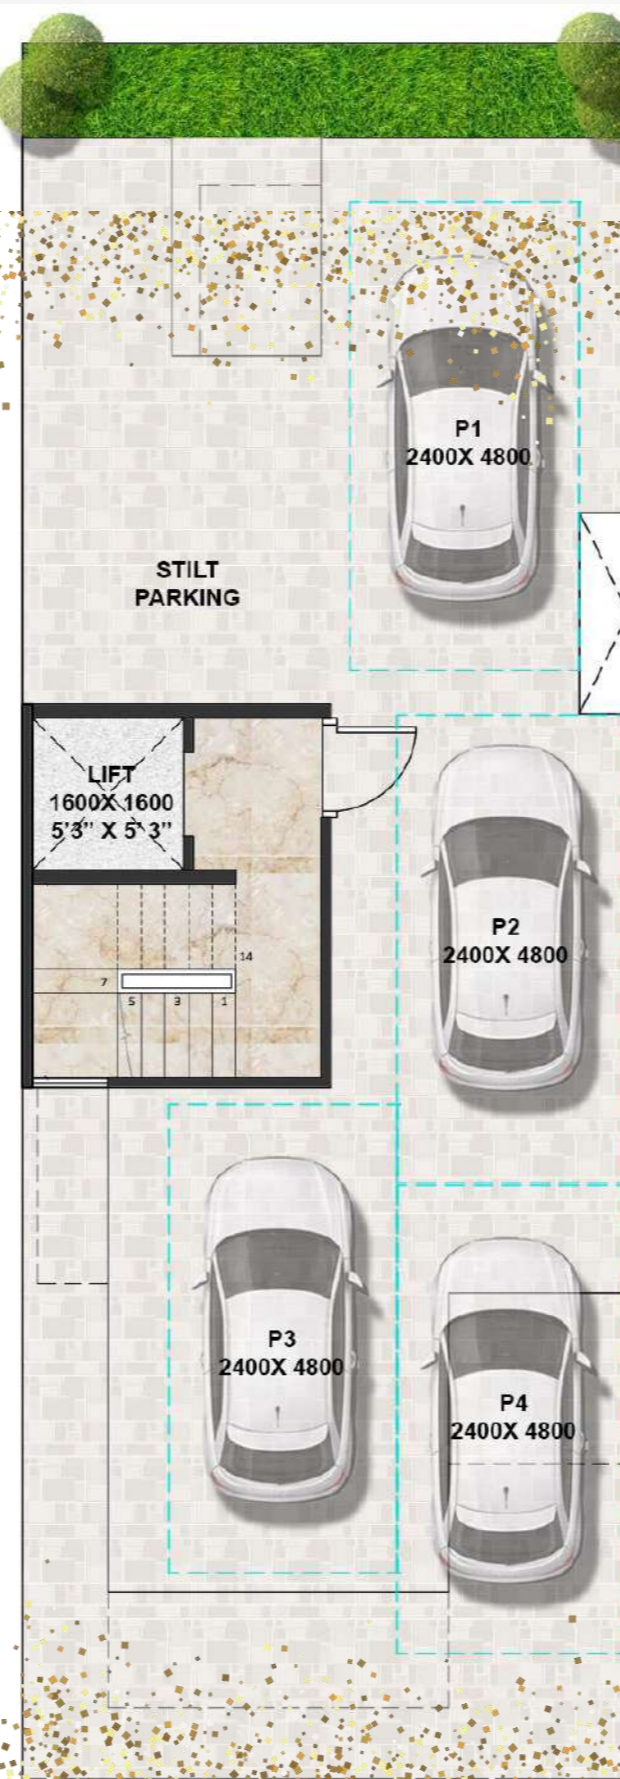 P1
2400X 4800
STILT
PARKING
LIFT
1600X 1600
5'3" X 5' 3"
P2
2400X 4800
14
7
5 3 1
P3
2400X 4800
P4
2400X 4800